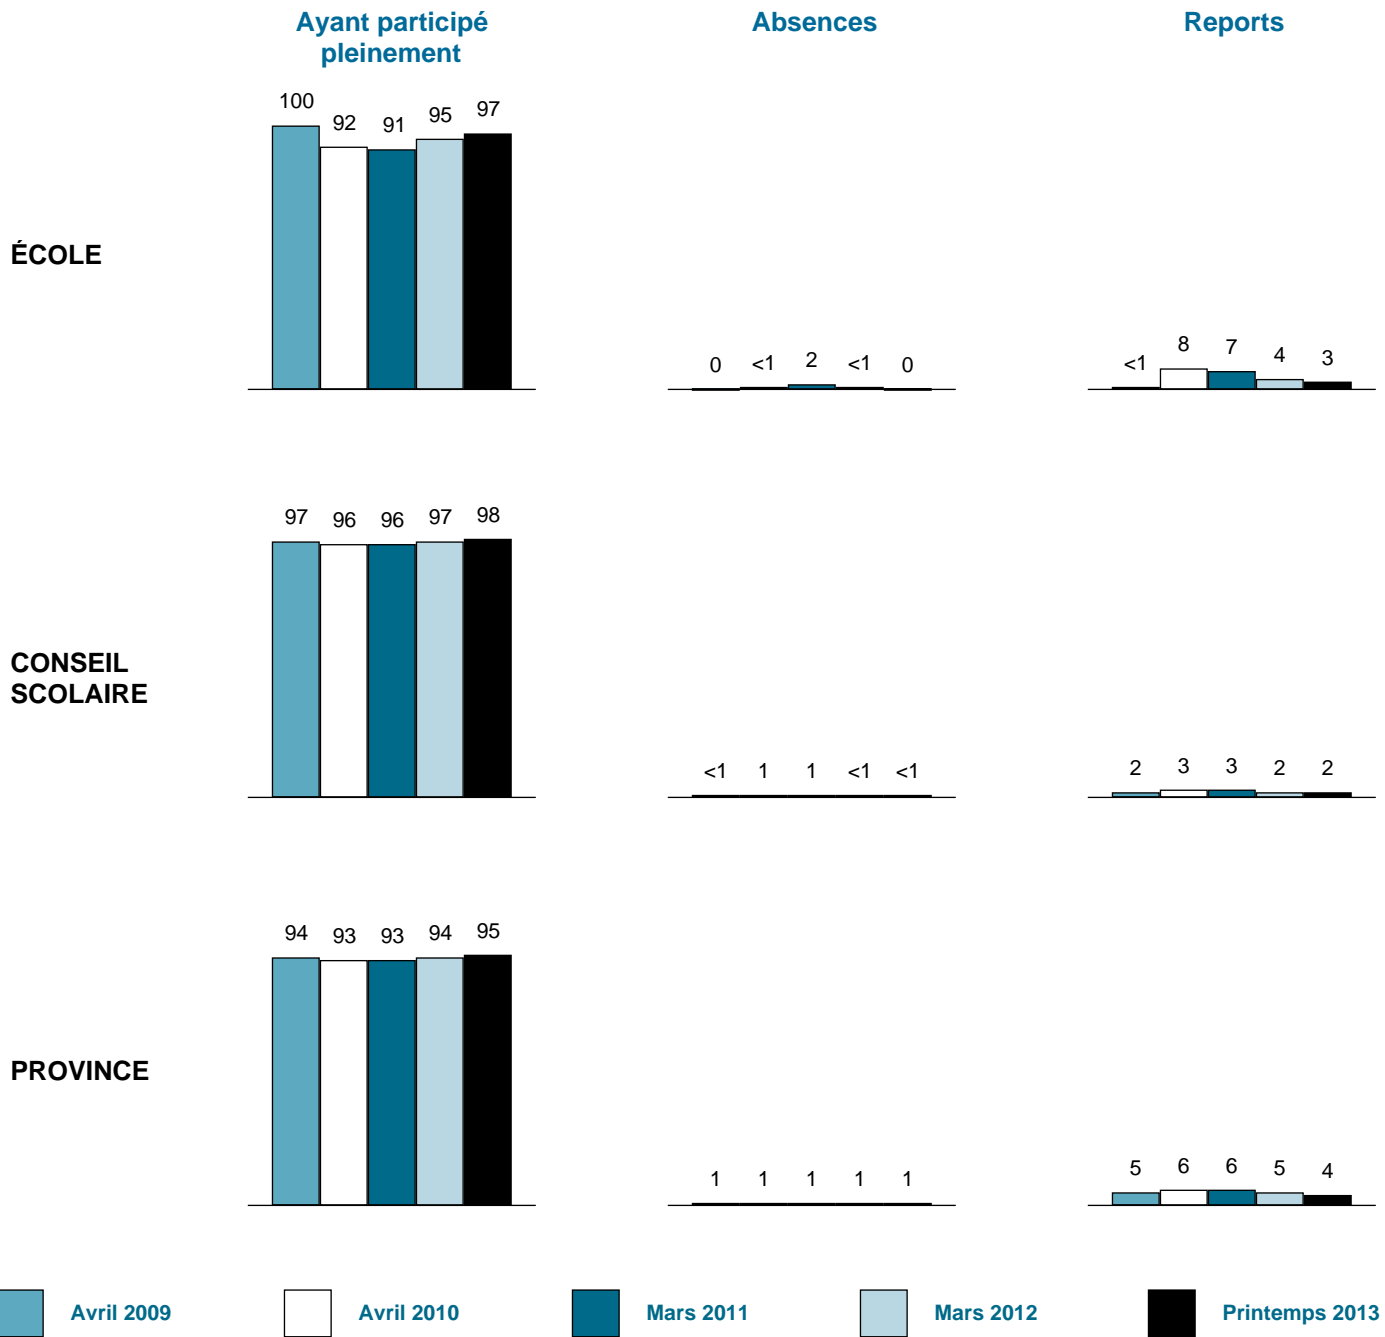 Ayant participé
pleinement
Absences
Reports
ÉCOLE
100 92 91 95 97
0 <1 2 <1 0
<1 8 7 4 3
CONSEIL
SCOLAIRE
97 96 96 97 98
<1 1 1 <1 <1
2 3 3 2 2
PROVINCE
94 93 93 94 95
1 1 1 1 1
5 6 6 5 4
Avril 2009 Avril 2010 Mars 2011 Mars 2012 Printemps 2013